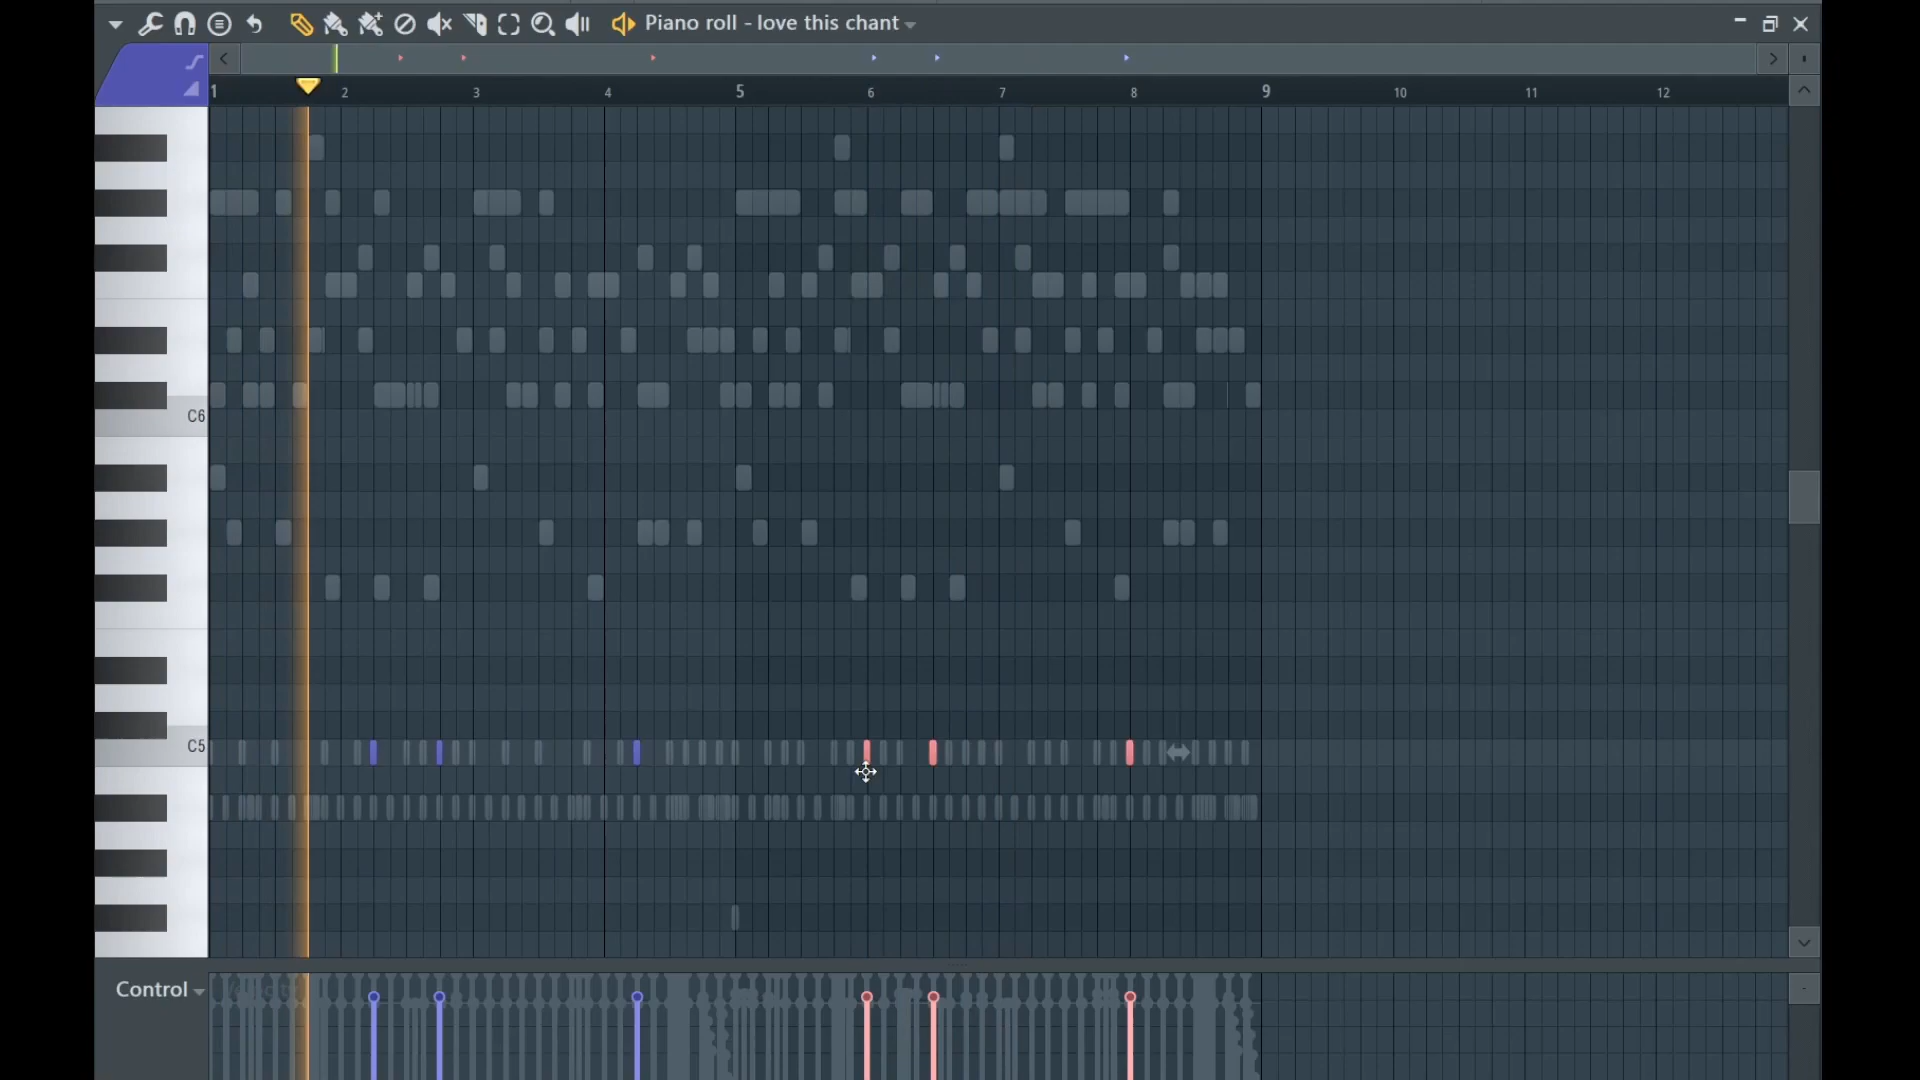 Piano roll - love this chant
1 2 3 4 5 6 7 8 9 10 11 12
C6
C5
Control
Velocity